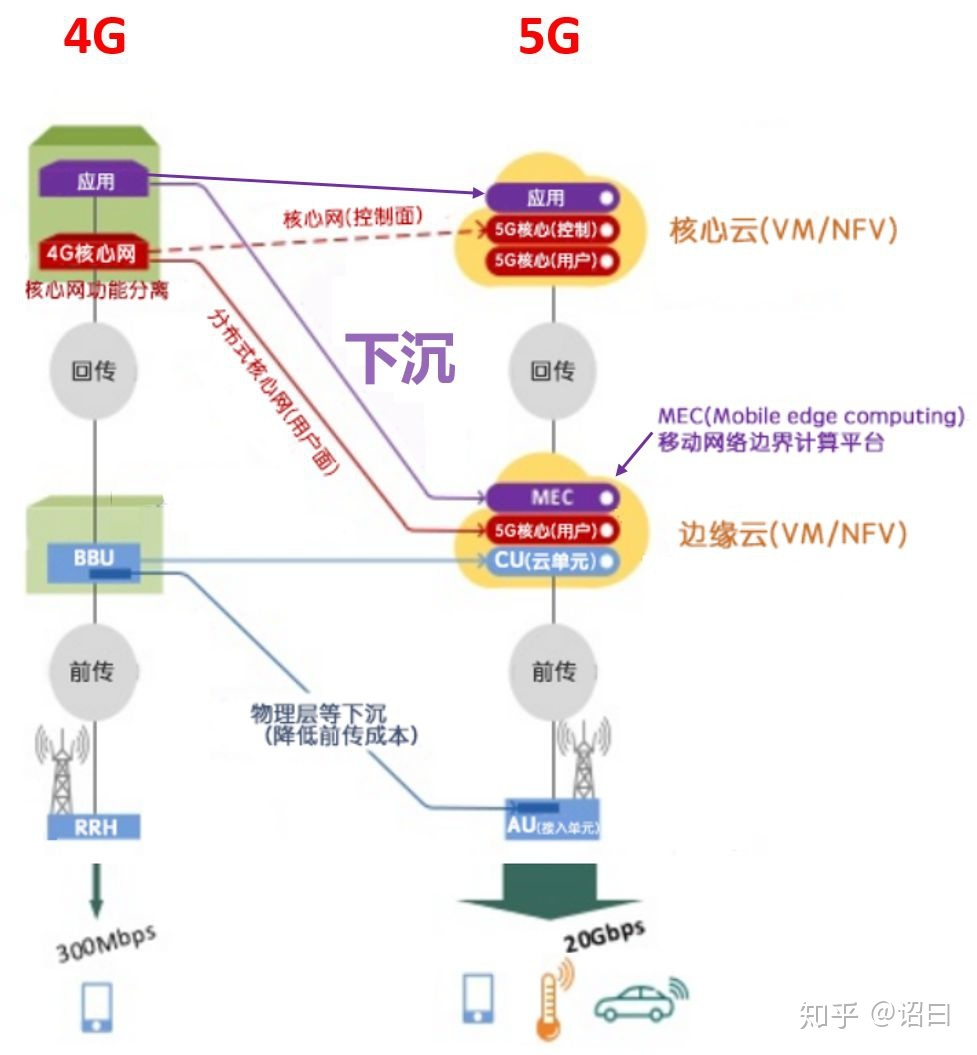 4G
5G
应用
应用
核心网(控制面)
5G核心(控制)
核心云(VM/NFV)
4G核心网
5G核心(用户)
核心网功能分离
分布式核心网(用户面)
下沉
回传
回传
MEC(Mobile edge computing)
移动网络边界计算平台
MEC
5G核心(用户)
边缘云(VM/NFV)
BBU
CU(云单元)
前传
前传
物理层等下沉
(降低前传成本)
RRH
AU(接入单元)
300Mbps
20Gbps
知乎 @诏曰